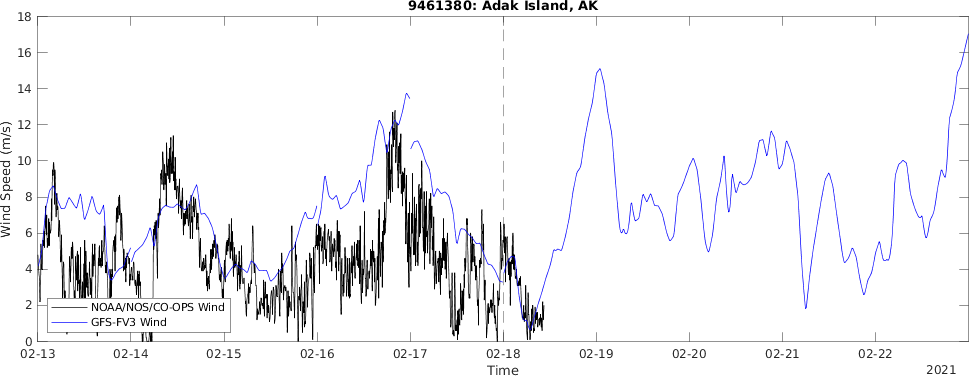 9461380: Adak Island, AK
Wind Speed (m/s)
18
16
14
12
10
8
6
4
2
0
NOAA/NOS/CO-OPS Wind
GFS-FV3 Wind
02-13 02-14 02-15 02-16 02-17 02-18 02-19 02-20 02-21 02-22
Time
2021